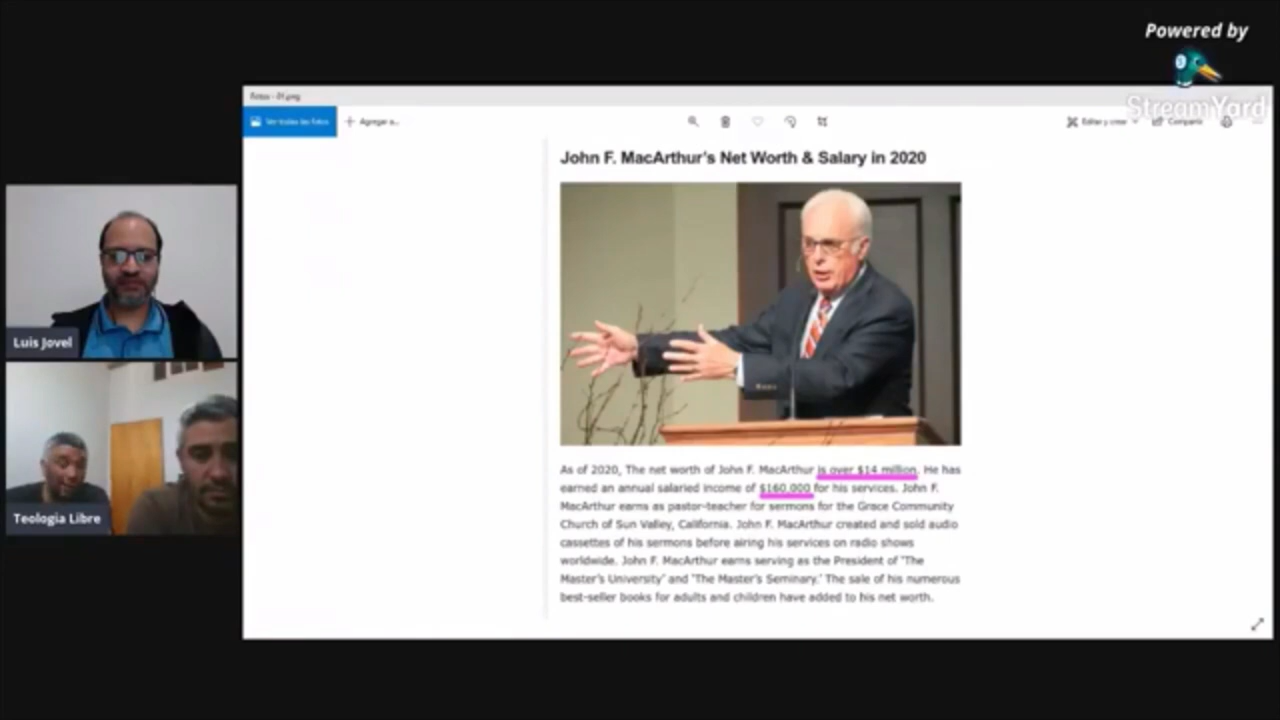 Powered by
StreamYard
Fotos - 01.png
Ver todas las fotos
Agregar a...
Editar y crear
Compartir
John F. MacArthur's Net Worth & Salary in 2020
As of 2020, The net worth of John F. MacArthur is over $14 million. He has
earned an annual salaried income of $160,000 for his services. John F.
MacArthur earns as pastor-teacher for sermons for the Grace Community
Church of Sun Valley, California. John F. MacArthur created and sold audio
cassettes of his sermons before airing his services on radio shows
worldwide. John F. MacArthur earns serving as the President of 'The
Master's University' and 'The Master's Seminary.' The sale of his numerous
best-seller books for adults and children have added to his net worth.
Luis Jovel
Teologia Libre